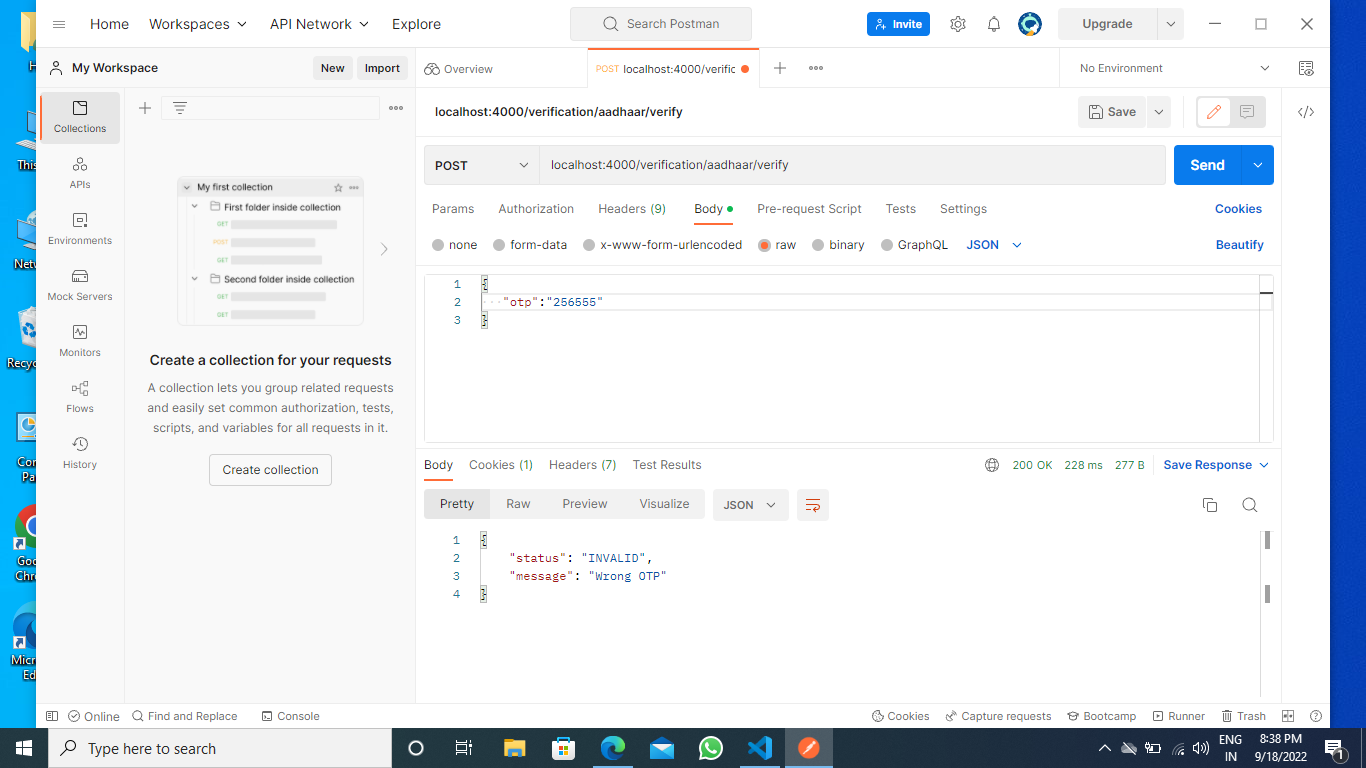 Home Workspaces API Network Explore Search Postman Invite Upgrade
My Workspace New Import Overview POST localhost:4000/verific No Environment
localhost:4000/verification/aadhaar/verify Save
Collections
APIs
Environments
Mock Servers
Monitors
Flows
History
My first collection
First folder inside collection
GET
POST
GET
Second folder inside collection
GET
GET
Create a collection for your requests
A collection lets you group related requests
and easily set common authorization, tests,
scripts, and variables for all requests in it.
Create collection
POST localhost:4000/verification/aadhaar/verify Send
Params Authorization Headers (9) Body Pre-request Script Tests Settings Cookies
none form-data x-www-form-urlencoded raw binary GraphQL JSON Beautify
1 {
2 "otp":"256555"
3 }
Body Cookies (1) Headers (7) Test Results 200 OK 228 ms 277 B Save Response
Pretty Raw Preview Visualize JSON
1 {
2 "status": "INVALID",
3 "message": "Wrong OTP"
4 }
Online Find and Replace Console Cookies Capture requests Bootcamp Runner Trash
Type here to search
ENG
IN
8:38 PM
9/18/2022
1
This
Netw
Recyc
Con
Pa
Goo
Chro
Micr
Ed